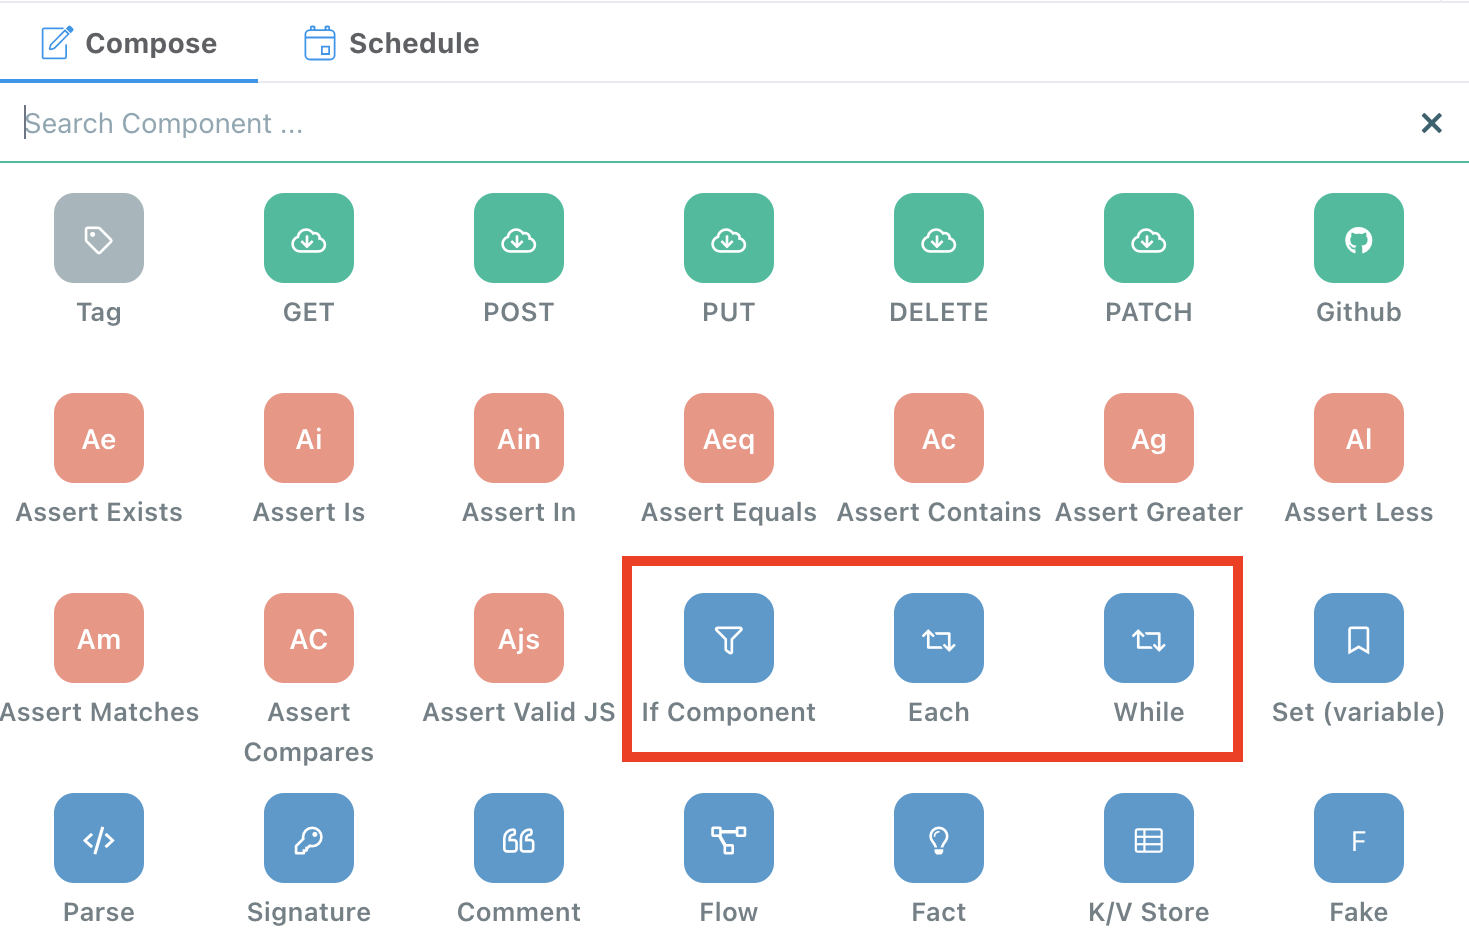 Compose Schedule
Search Component ...
Tag GET POST PUT DELETE PATCH Github
Ae Ai Ain Aeq Ac Ag Al
Assert Exists Assert Is Assert In Assert Equals Assert Contains Assert Greater Assert Less
Am AC Ajs
Assert Matches Assert Assert Valid JS If Component Each While Set (variable)
Compares
F
Parse Signature Comment Flow Fact K/V Store Fake